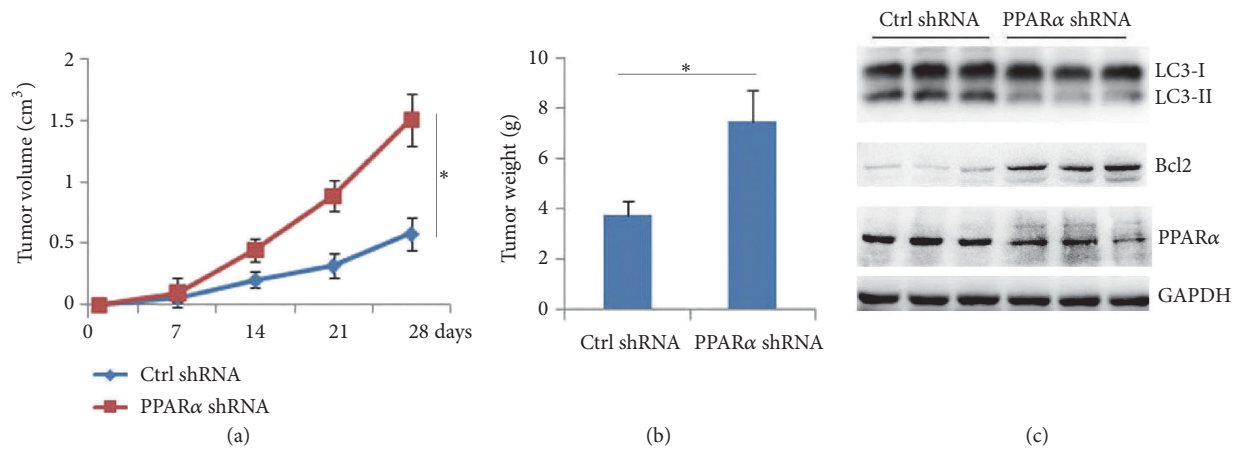 2
1.5
1
0.5
0
Tumor volume (cm³)
*
0 7 14 21 28 days
Ctrl shRNA
PPARα shRNA
(a)
10
8
6
4
2
0
Tumor weight (g)
*
Ctrl shRNA PPARα shRNA
(b)
Ctrl shRNA PPARα shRNA
LC3-I
LC3-II
Bcl2
PPARα
GAPDH
(c)